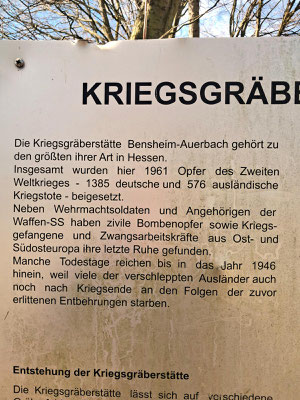 KRIEGSGRÄBE
Die Kriegsgräberstätte Bensheim-Auerbach gehört zu
den größten ihrer Art in Hessen.
Insgesamt wurden hier 1961 Opfer des Zweiten
Weltkrieges - 1385 deutsche und 576 ausländische
Kriegstote - beigesetzt.
Neben Wehrmachtsoldaten und Angehörigen der
Waffen-SS haben zivile Bombenopfer sowie Kriegs-
gefangene und Zwangsarbeitskräfte aus Ost- und
Südosteuropa ihre letzte Ruhe gefunden.
Manche Todestage reichen bis in das Jahr 1946
hinein, weil viele der verschleppten Ausländer auch
noch nach Kriegsende an den Folgen der zuvor
erlittenen Entbehrungen starben.
Entstehung der Kriegsgräberstätte
Die Kriegsgräberstätte lässt sich auf verschiedene